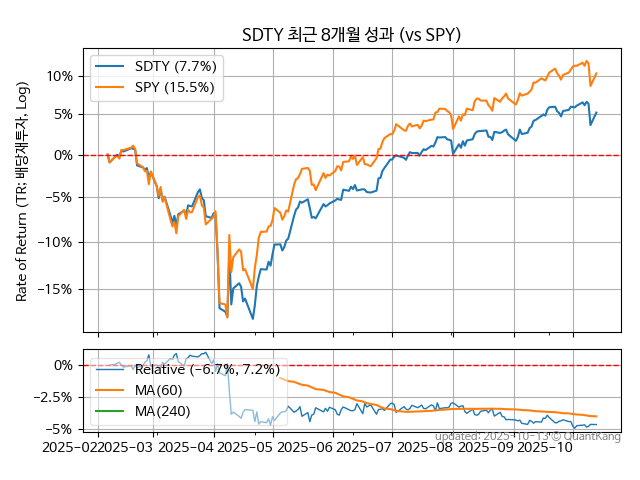 SDTY 최근 8개월 성과 (vs SPY)
SDTY (7.7%)
SPY (15.5%)
10%
5%
0%
−5%
−10%
−15%
Rate of Return (TR: 배당재투자, Log)
Relative (−6.7%, 7.2%)
MA(60)
MA(240)
0%
−2.5%
−5%
updated: 2025-10-13 © QuantKang
2025-02 2025-03 2025-04 2025-05 2025-06 2025-07 2025-08 2025-09 2025-10